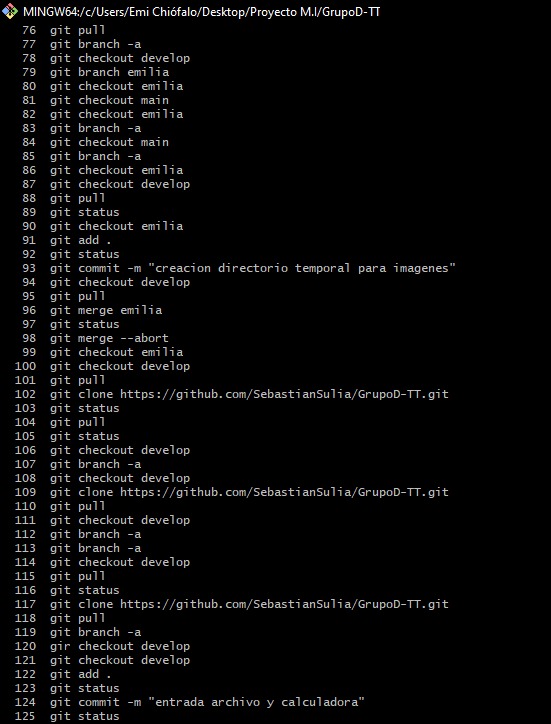 MINGW64:/c/Users/Emi Chiófalo/Desktop/Proyecto M.I/GrupoD-TT
76 git pull
77 git branch -a
78 git checkout develop
79 git branch emilia
80 git checkout emilia
81 git checkout main
82 git checkout emilia
83 git branch -a
84 git checkout main
85 git branch -a
86 git checkout emilia
87 git checkout develop
88 git pull
89 git status
90 git checkout emilia
91 git add .
92 git status
93 git commit -m "creacion directorio temporal para imagenes"
94 git checkout develop
95 git pull
96 git merge emilia
97 git status
98 git merge --abort
99 git checkout emilia
100 git checkout develop
101 git pull
102 git clone https://github.com/SebastianSulia/GrupoD-TT.git
103 git status
104 git pull
105 git status
106 git checkout develop
107 git branch -a
108 git checkout develop
109 git clone https://github.com/SebastianSulia/GrupoD-TT.git
110 git pull
111 git checkout develop
112 git branch -a
113 git branch -a
114 git checkout develop
115 git pull
116 git status
117 git clone https://github.com/SebastianSulia/GrupoD-TT.git
118 git pull
119 git branch -a
120 gir checkout develop
121 git checkout develop
122 git add .
123 git status
124 git commit -m "entrada archivo y calculadora"
125 git status